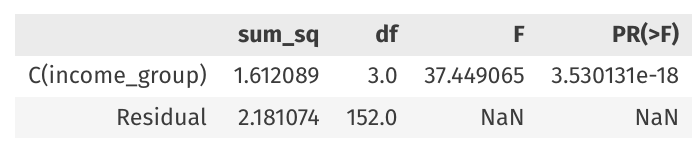 sum_sq df F PR(>F)
C(income_group) 1.612089 3.0 37.449065 3.530131e-18
Residual 2.181074 152.0 NaN NaN